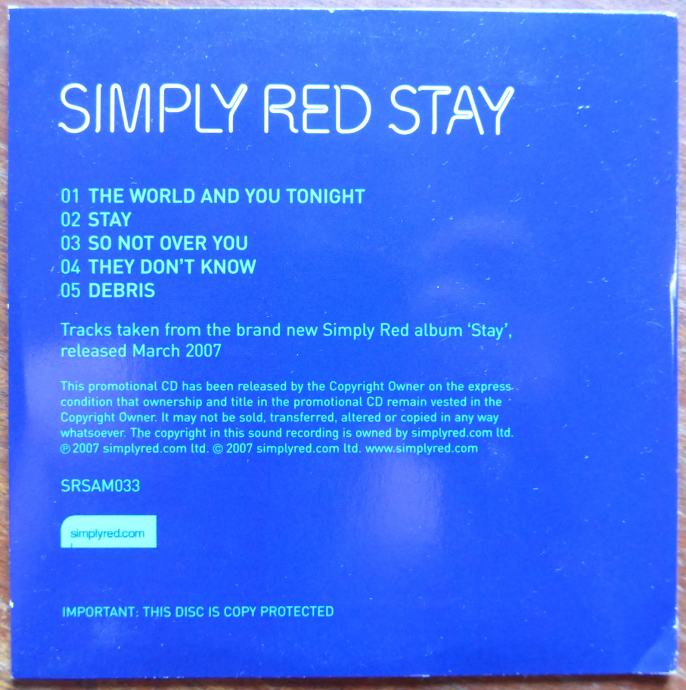 SIMPLY RED STAY
01 THE WORLD AND YOU TONIGHT
02 STAY
03 SO NOT OVER YOU
04 THEY DON'T KNOW
05 DEBRIS
Tracks taken from the brand new Simply Red album ‘Stay’,
released March 2007
This promotional CD has been released by the Copyright Owner on the express
condition that ownership and title in the promotional CD remain vested in the
Copyright Owner. It may not be sold, transferred, altered or copied in any way
whatsoever. The copyright in this sound recording is owned by simplyred.com ltd.
℗ 2007 simplyred.com ltd. © 2007 simplyred.com ltd. www.simplyred.com
SRSAM033
simplyred.com
IMPORTANT: THIS DISC IS COPY PROTECTED